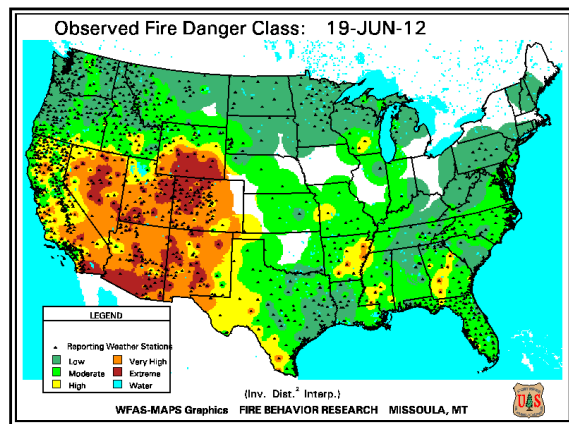 Observed Fire Danger Class: 19-JUN-12
LEGEND
Reporting Weather Stations
Low Very High
Moderate Extreme
High Water
(Inv. Dist.² Interp.)
WFAS-MAPS Graphics FIRE BEHAVIOR RESEARCH MISSOULA, MT
U S